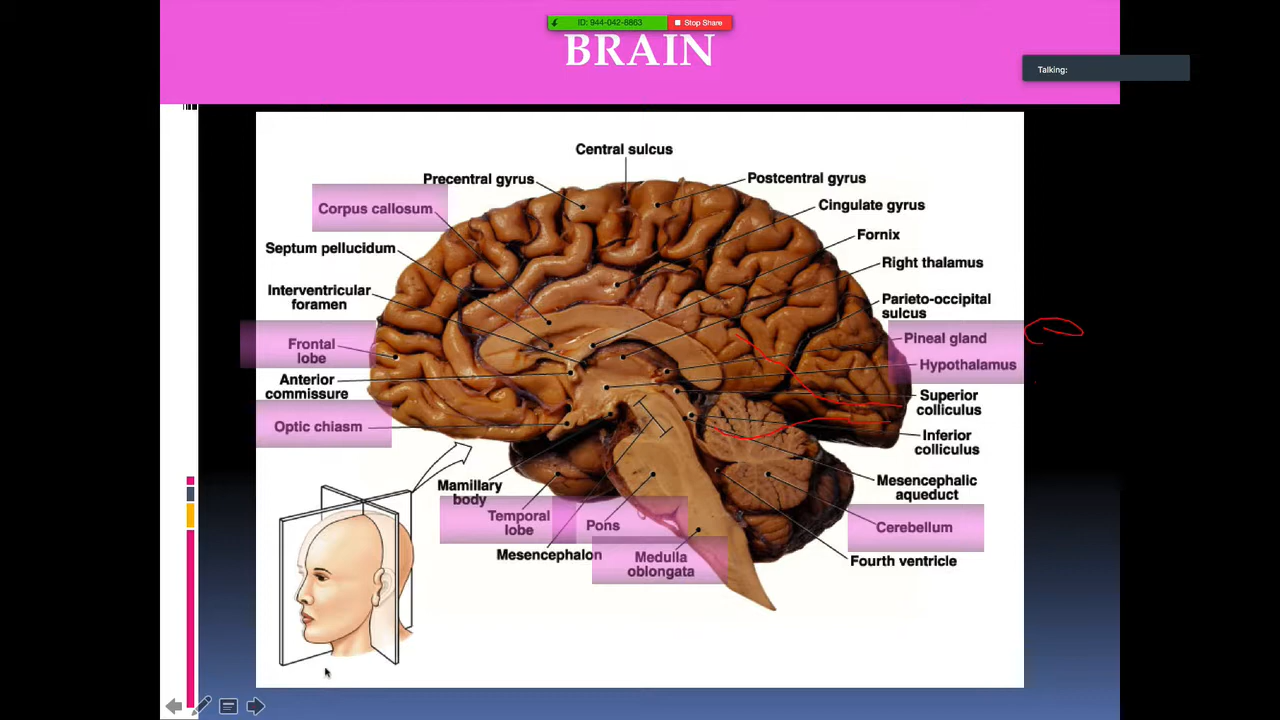 ID: 944-042-8863
Stop Share
BRAIN
Talking:
Central sulcus
Precentral gyrus
Postcentral gyrus
Corpus callosum
Cingulate gyrus
Fornix
Septum pellucidum
Right thalamus
Interventricular
foramen
Parieto-occipital
sulcus
Frontal
lobe
Pineal gland
Hypothalamus
Anterior
commissure
Superior
colliculus
Optic chiasm
Inferior
colliculus
Mamillary
body
Mesencephalic
aqueduct
Temporal
lobe
Pons
Cerebellum
Mesencephalon
Medulla
oblongata
Fourth ventricle